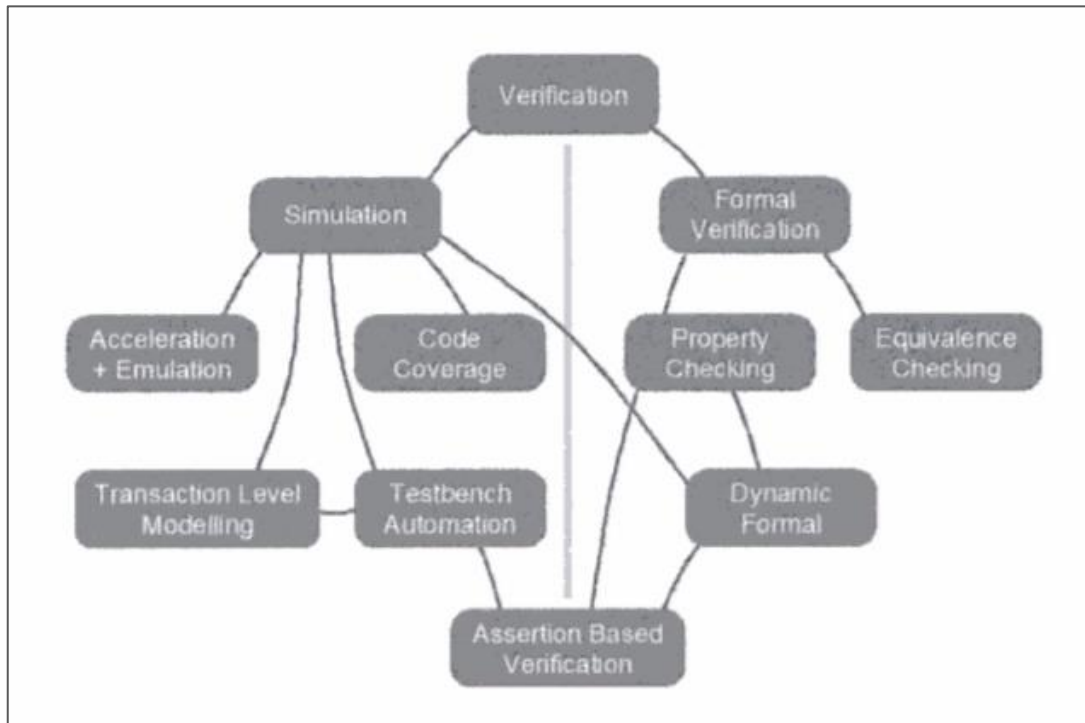 Verification
Simulation
Formal
Verification
Acceleration
+ Emulation
Code
Coverage
Property
Checking
Equivalence
Checking
Transaction Level
Modelling
Testbench
Automation
Dynamic
Formal
Assertion Based
Verification